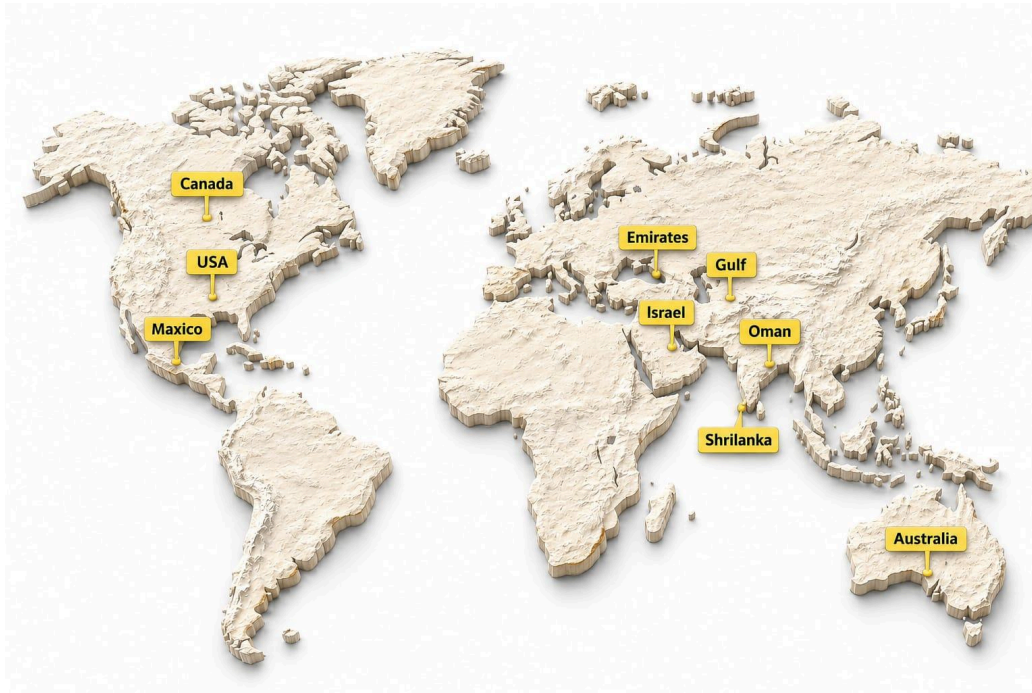 Canada
USA
Maxico
Emirates
Gulf
Israel
Oman
Shrilanka
Australia